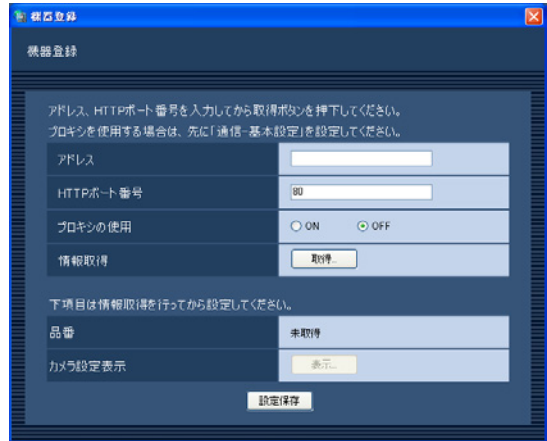 機器登録
機器登録
アドレス、HTTPポート番号を入力してから取得ボタンを押下してください。
プロキシを使用する場合は、先に「通信-基本設定」を設定してください。
アドレス
HTTPポート番号 80
プロキシの使用 ON OFF
情報取得 取得...
下項目は情報取得を行ってから設定してください。
品番 未取得
カメラ設定表示 表示...
設定保存